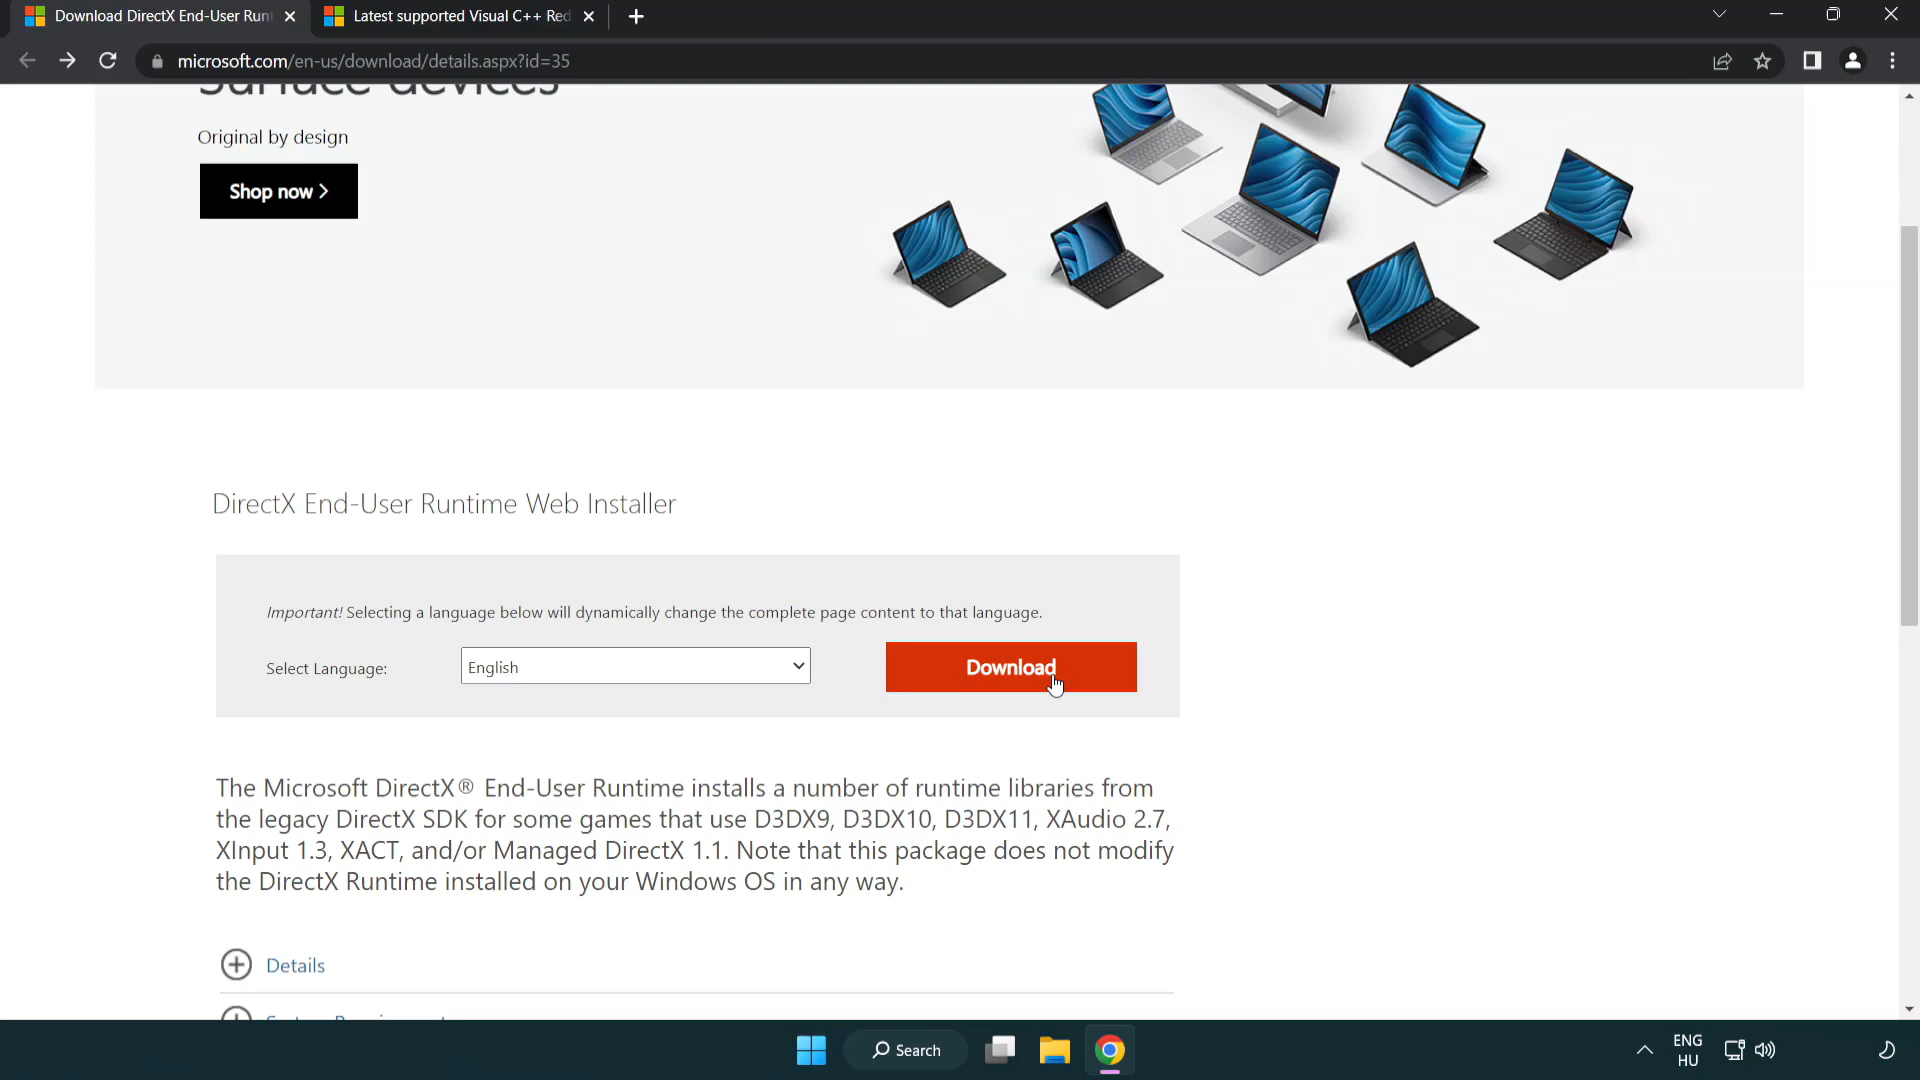 Download DirectX End-User Runt
Latest supported Visual C++ Red
microsoft.com/en-us/download/details.aspx?id=35
Surface devices
Original by design
Shop now
DirectX End-User Runtime Web Installer
Important! Selecting a language below will dynamically change the complete page content to that language.
Select Language:
English
Download
The Microsoft DirectX® End-User Runtime installs a number of runtime libraries from
the legacy DirectX SDK for some games that use D3DX9, D3DX10, D3DX11, XAudio 2.7,
XInput 1.3, XACT, and/or Managed DirectX 1.1. Note that this package does not modify
the DirectX Runtime installed on your Windows OS in any way.
Details
Search
ENG
HU